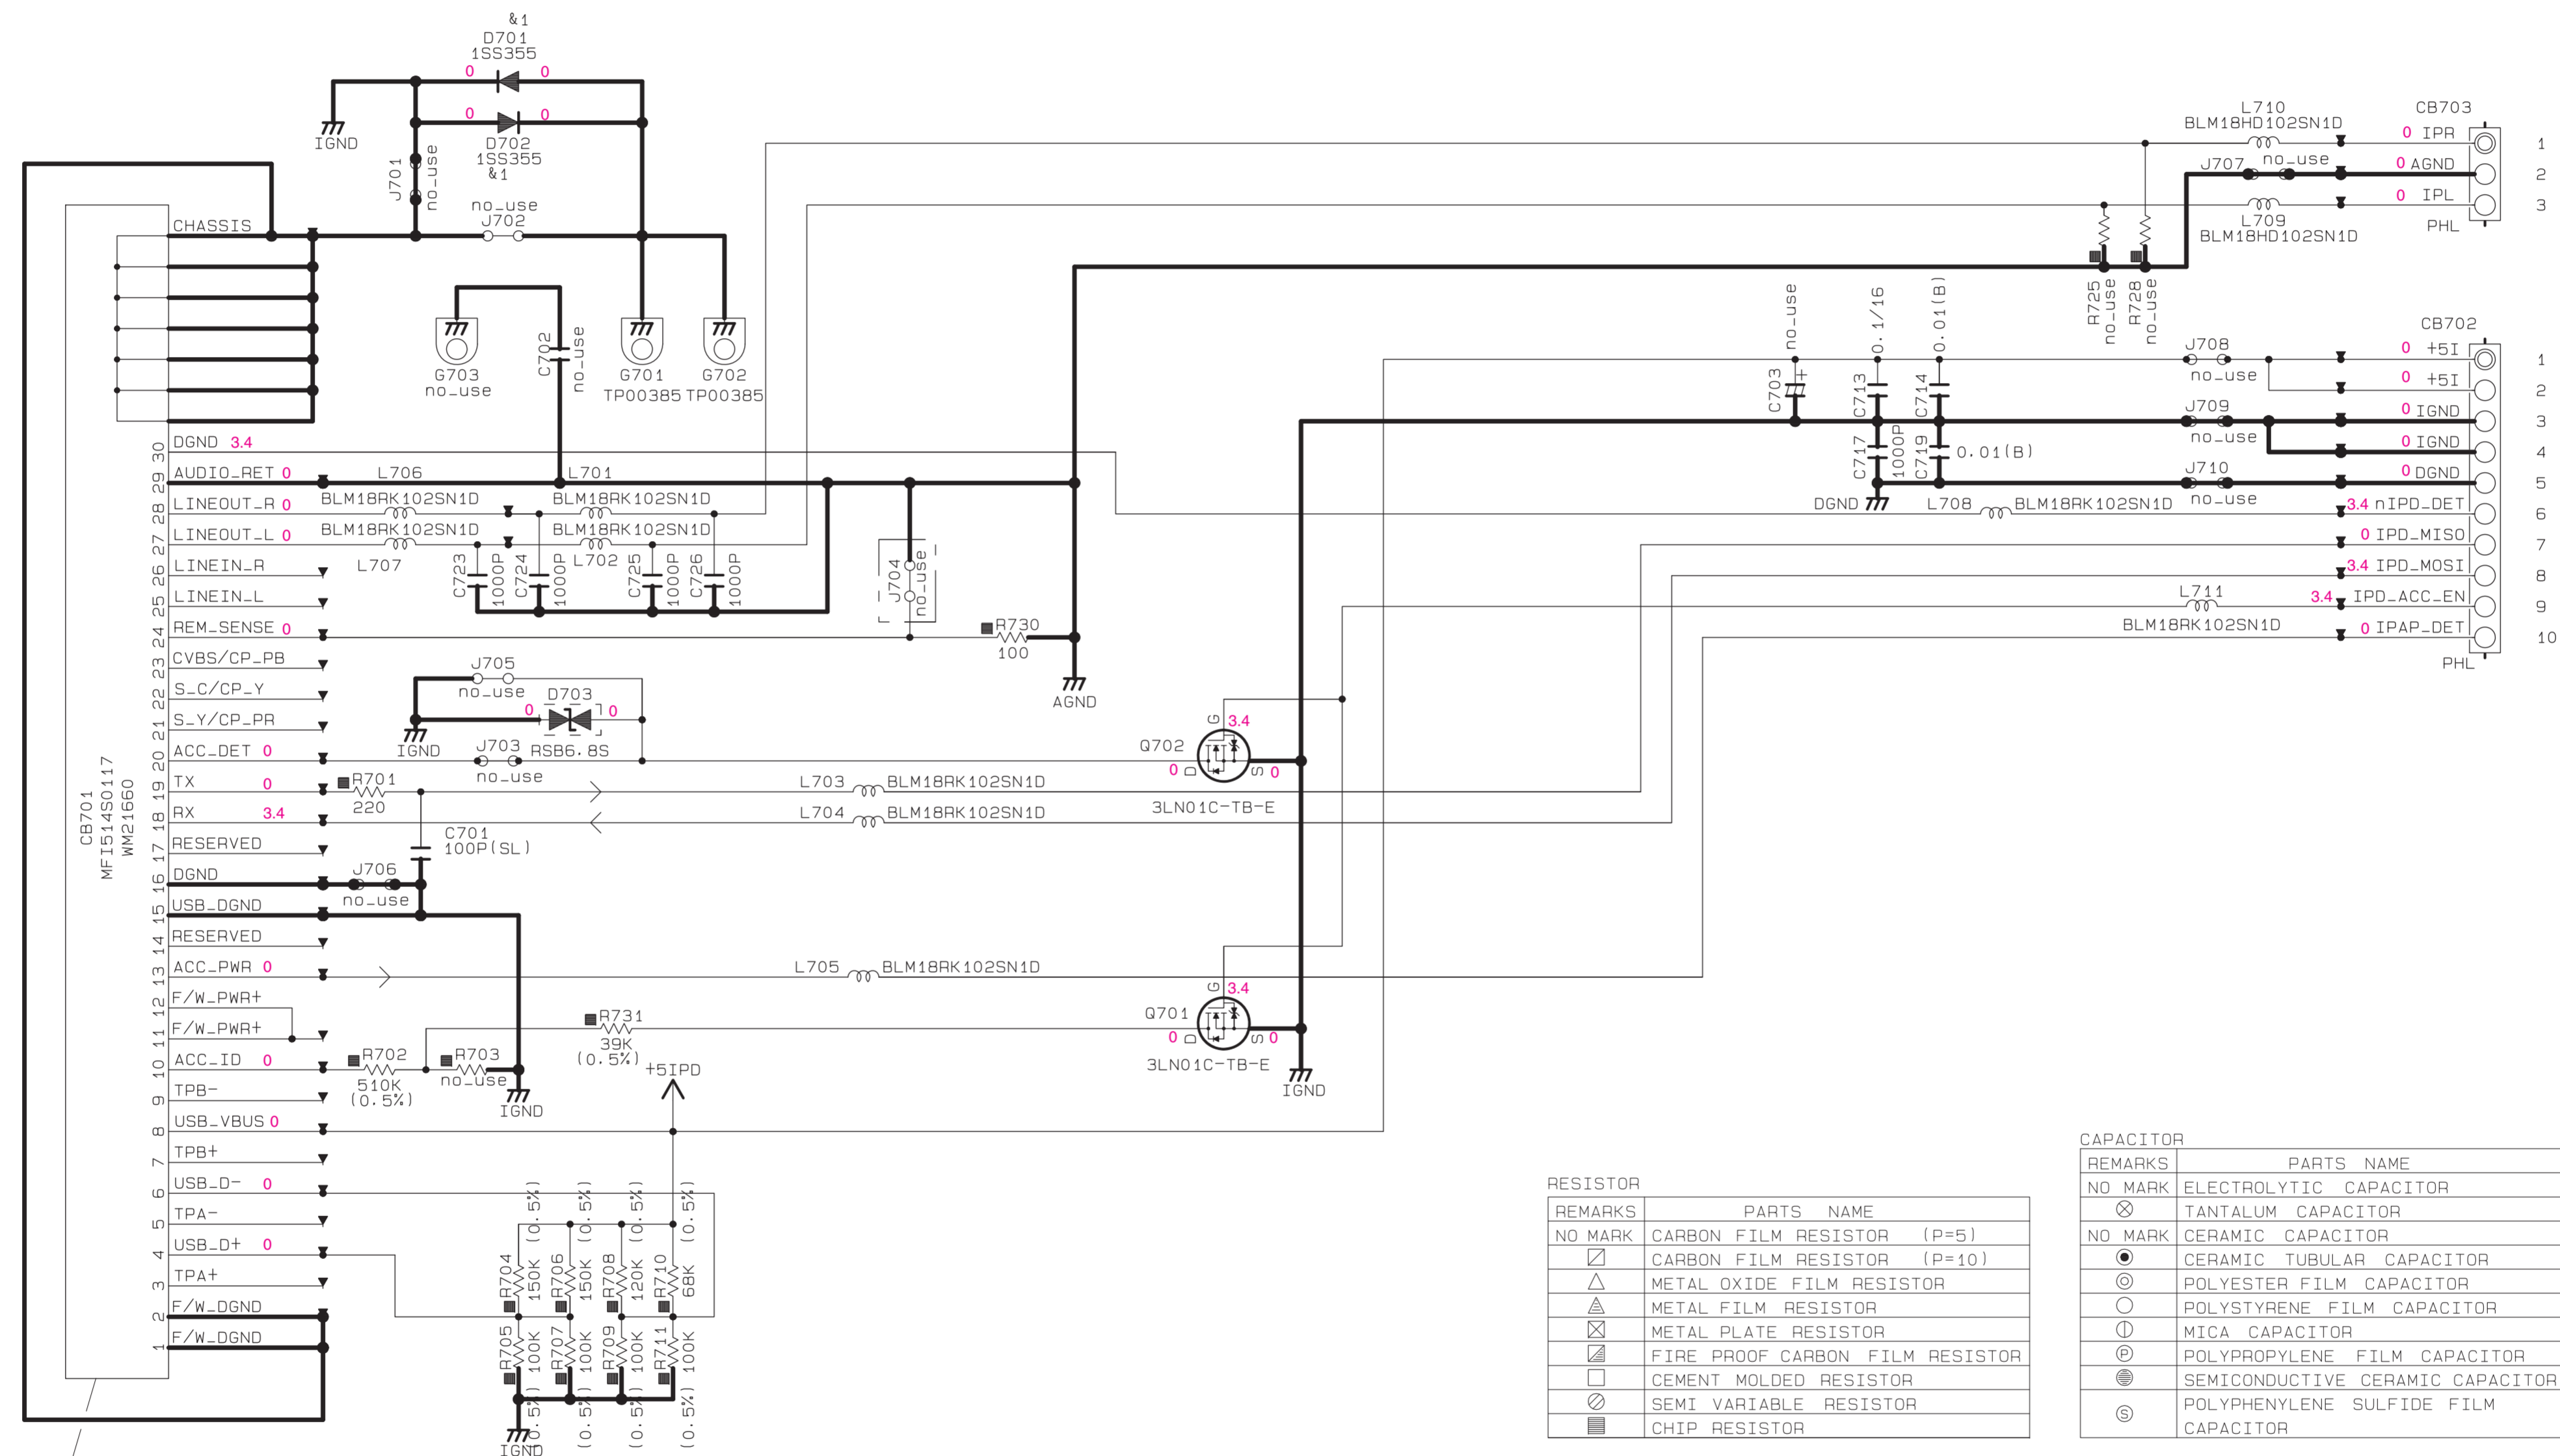 &1
D701
1SS355
0 0
IGND
0 0
D702
1SS355
&1
J701
no_use
no_use
J702
CHASSIS
G703
no_use
C702
no_use
G701
TP00385
G702
TP00385
L710
BLM18HD102SN1D
CB703
0 IPR
1
J707
no_use
0 AGND
2
0 IPL
3
L709
BLM18HD102SN1D
PHL
R725
no_use
R728
no_use
no_use
0.1/16
0.01(B)
C703
+
C713
C714
C717
1000P
C719
0.01(B)
DGND
CB702
J708
no_use
0 +5I
1
0 +5I
2
J709
no_use
0 IGND
3
0 IGND
4
J710
no_use
0 DGND
5
L708
BLM18RK102SN1D
3.4 nIPD_DET
6
0 IPD_MISO
7
3.4 IPD_MOSI
8
L711
BLM18RK102SN1D
3.4 IPD_ACC_EN
9
0 IPAP_DET
10
PHL
30 DGND 3.4
29 AUDIO_RET 0
L706
BLM18RK102SN1D
L701
BLM18RK102SN1D
28 LINEOUT_R 0
BLM18RK102SN1D
BLM18RK102SN1D
27 LINEOUT_L 0
L707
L702
C723
1000P
C724
1000P
C725
1000P
C726
1000P
J704
no_use
26 LINEIN_R
25 LINEIN_L
24 REM_SENSE 0
R730
100
AGND
23 CVBS/CP_PB
22 S_C/CP_Y
21 S_Y/CP_PR
J705
no_use
D703
0 0
RSB6.8S
IGND
20 ACC_DET 0
J703
no_use
Q702
G 3.4
0 D
S 0
3LN01C-TB-E
19 TX 0
R701
220
L703 BLM18RK102SN1D
18 RX 3.4
L704 BLM18RK102SN1D
17 RESERVED
C701
100P(SL)
16 DGND
J706
no_use
15 USB_DGND
14 RESERVED
13 ACC_PWR 0
L705 BLM18RK102SN1D
12 F/W_PWR+
11 F/W_PWR+
R731
39K
(0.5%)
Q701
G 3.4
0 D
S 0
3LN01C-TB-E
IGND
10 ACC_ID 0
R702
510K
(0.5%)
R703
no_use
IGND
+5IPD
9 TPB-
8 USB_VBUS 0
7 TPB+
6 USB_D- 0
5 TPA-
4 USB_D+ 0
3 TPA+
2 F/W_DGND
1 F/W_DGND
CB701
MFI514S0117
WM21660
R704
150K (0.5%)
R706
150K (0.5%)
R708
120K (0.5%)
R710
68K (0.5%)
R705
100K (0.5%)
R707
100K (0.5%)
R709
100K (0.5%)
R711
100K (0.5%)
IGND
RESISTOR
REMARKS PARTS NAME
NO MARK CARBON FILM RESISTOR (P=5)
CARBON FILM RESISTOR (P=10)
METAL OXIDE FILM RESISTOR
METAL FILM RESISTOR
METAL PLATE RESISTOR
FIRE PROOF CARBON FILM RESISTOR
CEMENT MOLDED RESISTOR
SEMI VARIABLE RESISTOR
CHIP RESISTOR
CAPACITOR
REMARKS PARTS NAME
NO MARK ELECTROLYTIC CAPACITOR
TANTALUM CAPACITOR
NO MARK CERAMIC CAPACITOR
CERAMIC TUBULAR CAPACITOR
POLYESTER FILM CAPACITOR
POLYSTYRENE FILM CAPACITOR
MICA CAPACITOR
P POLYPROPYLENE FILM CAPACITOR
SEMICONDUCTIVE CERAMIC CAPACITOR
S POLYPHENYLENE SULFIDE FILM
CAPACITOR